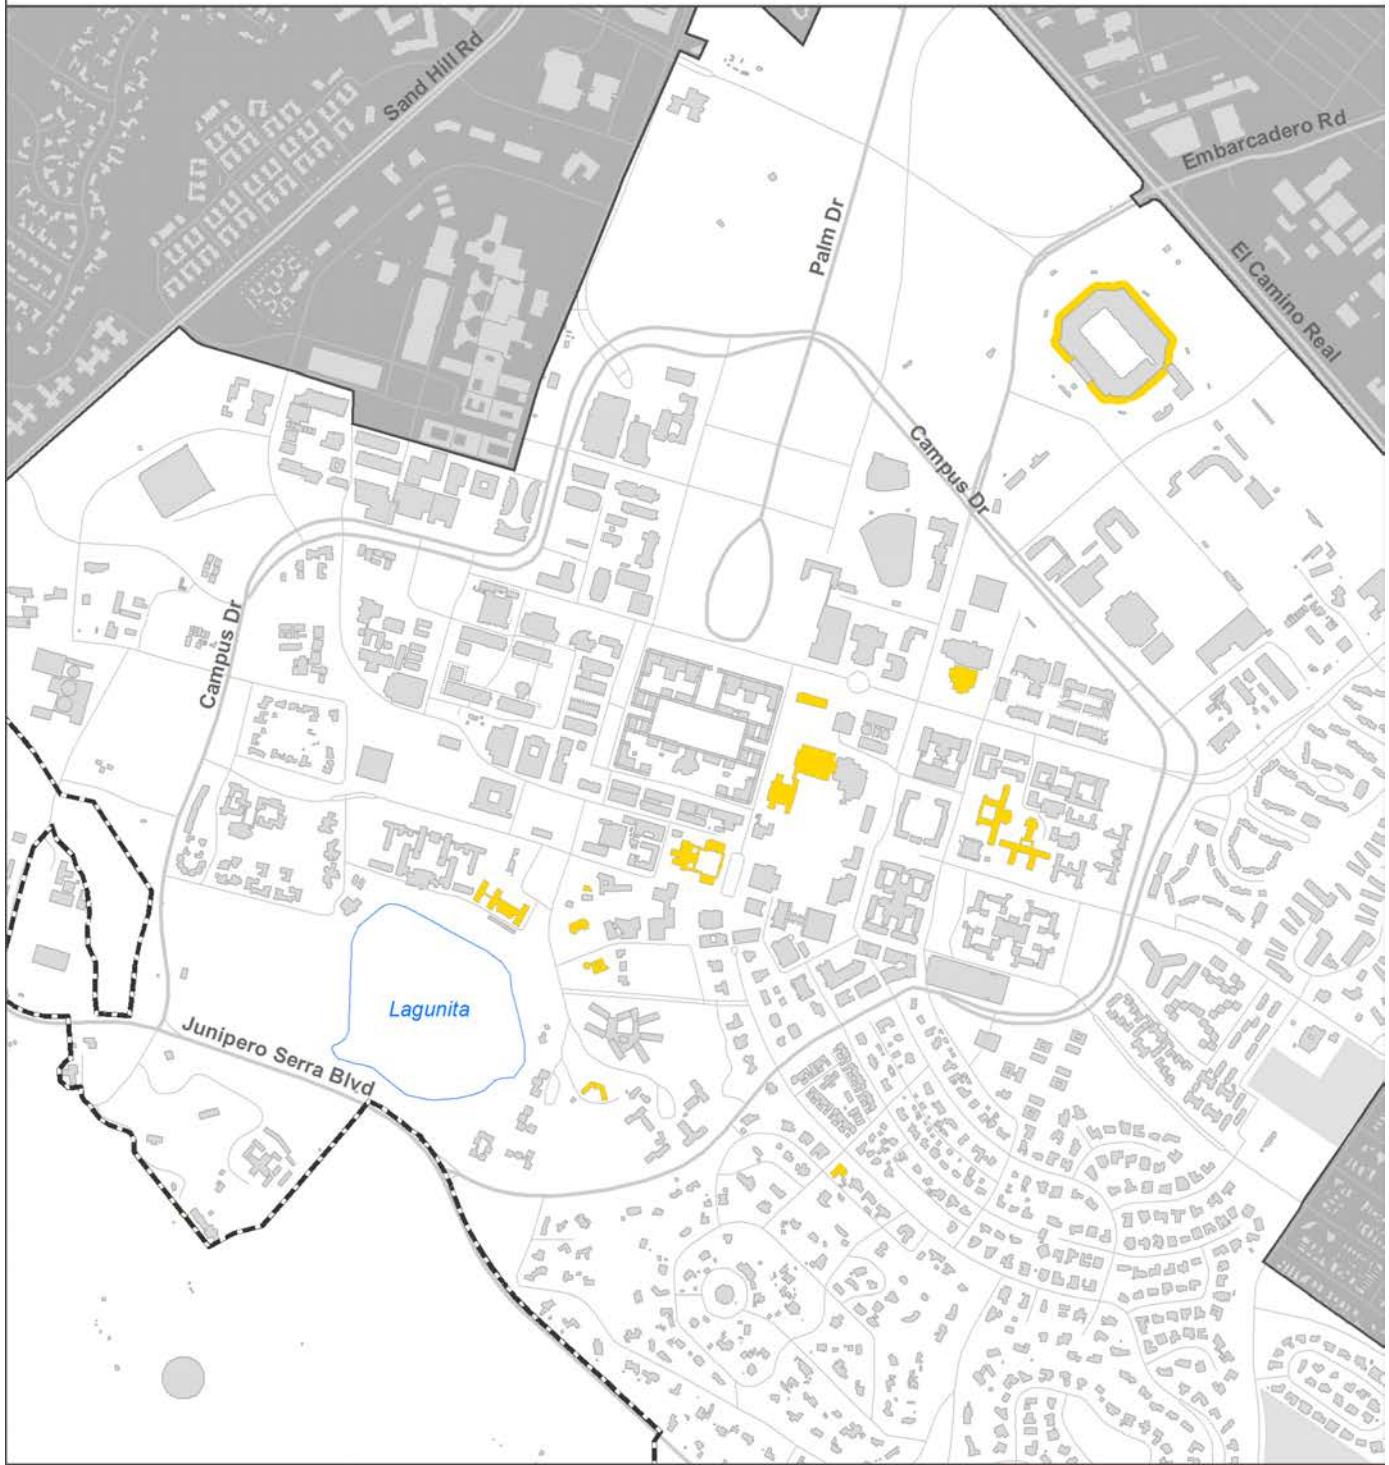 Sand Hill Rd
Embarcadero Rd
Palm Dr
El Camino Real
Campus Dr
Campus Dr
Lagunita
Junipero Serra Blvd